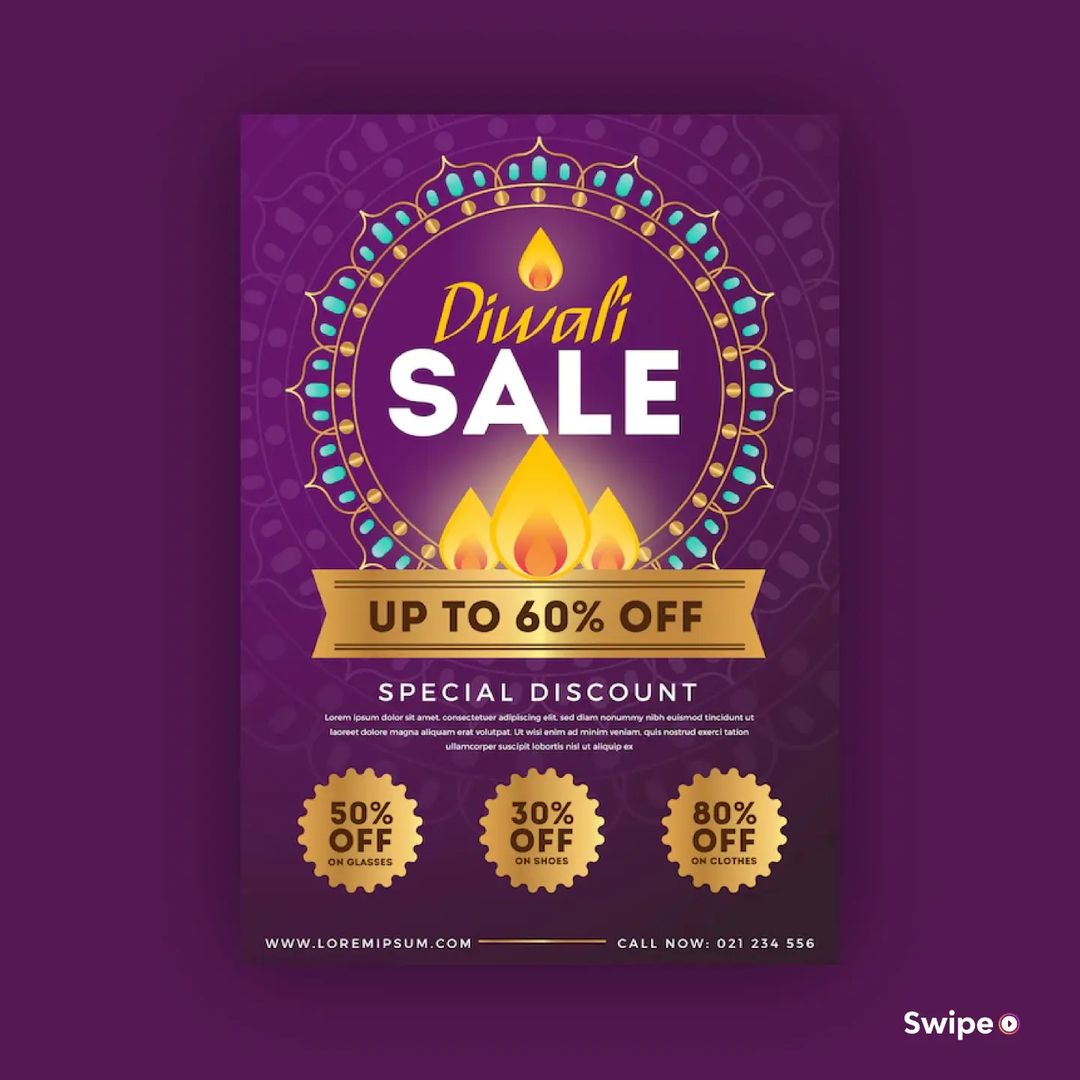 Diwali
SALE
UP TO 60% OFF
SPECIAL DISCOUNT
Lorem ipsum dolor sit amet, consectetuer adipiscing elit, sed diam nonummy nibh euismod tincidunt ut
laoreet dolore magna aliquam erat volutpat. Ut wisi enim ad minim veniam, quis nostrud exerci tation
ullamcorper suscipit lobortis nisl ut aliquip ex
50%
OFF
ON GLASSES
30%
OFF
ON SHOES
80%
OFF
ON CLOTHES
WWW.LOREMIPSUM.COM
CALL NOW: 021 234 556
Swipe